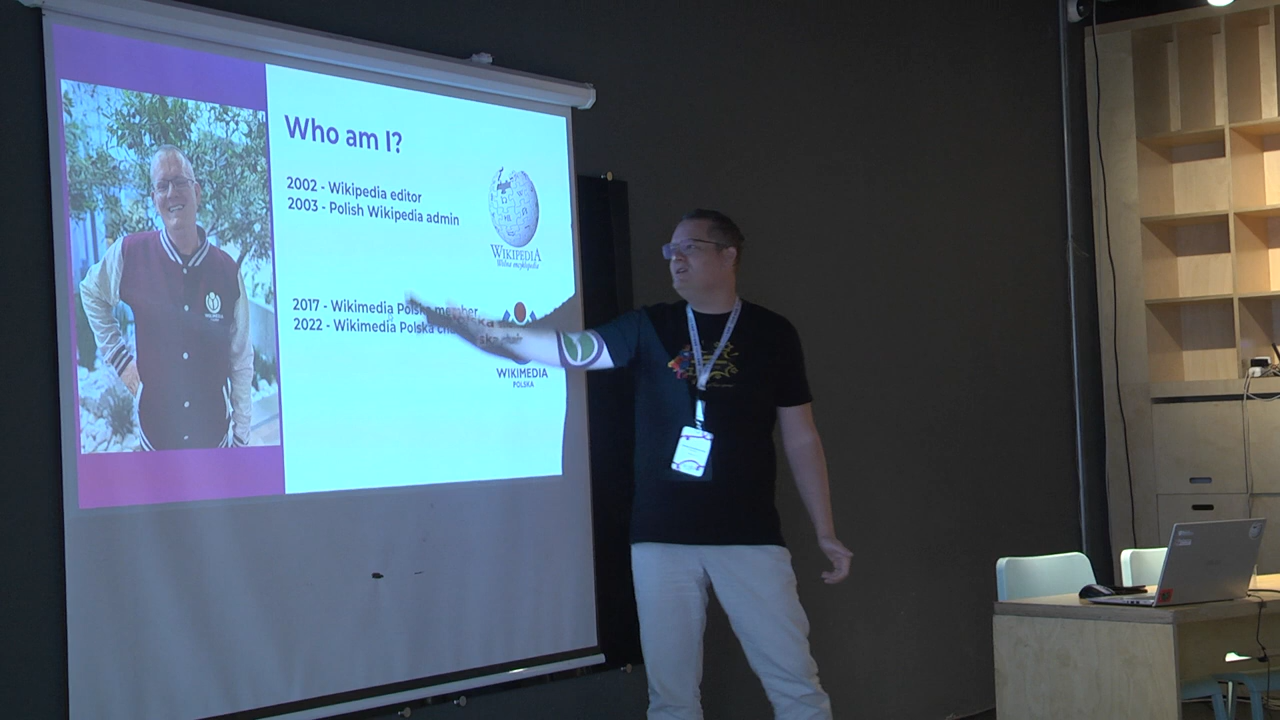 Who am I?
2002 - Wikipedia editor
2003 - Polish Wikipedia admin
WIKIPEDIA
Wolna encyklopedia
2017 - Wikimedia Polska member
2022 - Wikimedia Polska
WIKIMEDIA
POLSKA